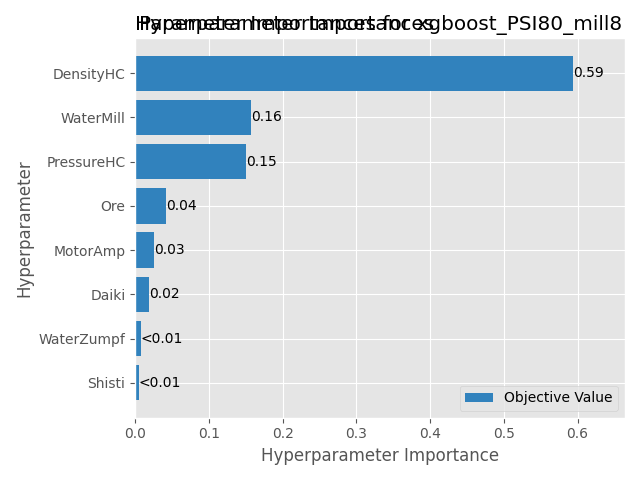 Hyperparameter Importances
Hyperparameter Importances for xgboost_PSI80_mill8
DensityHC
0.59
WaterMill
0.16
PressureHC
0.15
Ore
0.04
MotorAmp
0.03
Daiki
0.02
WaterZumpf
<0.01
Shisti
<0.01
Hyperparameter
Objective Value
0.0 0.1 0.2 0.3 0.4 0.5 0.6
Hyperparameter Importance